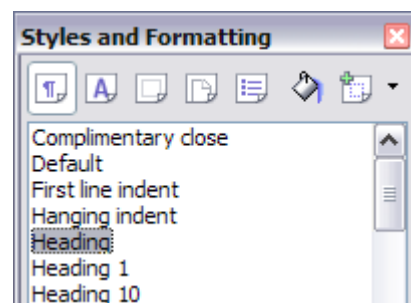 Styles and Formatting
Complimentary close
Default
First line indent
Hanging indent
Heading
Heading 1
Heading 10